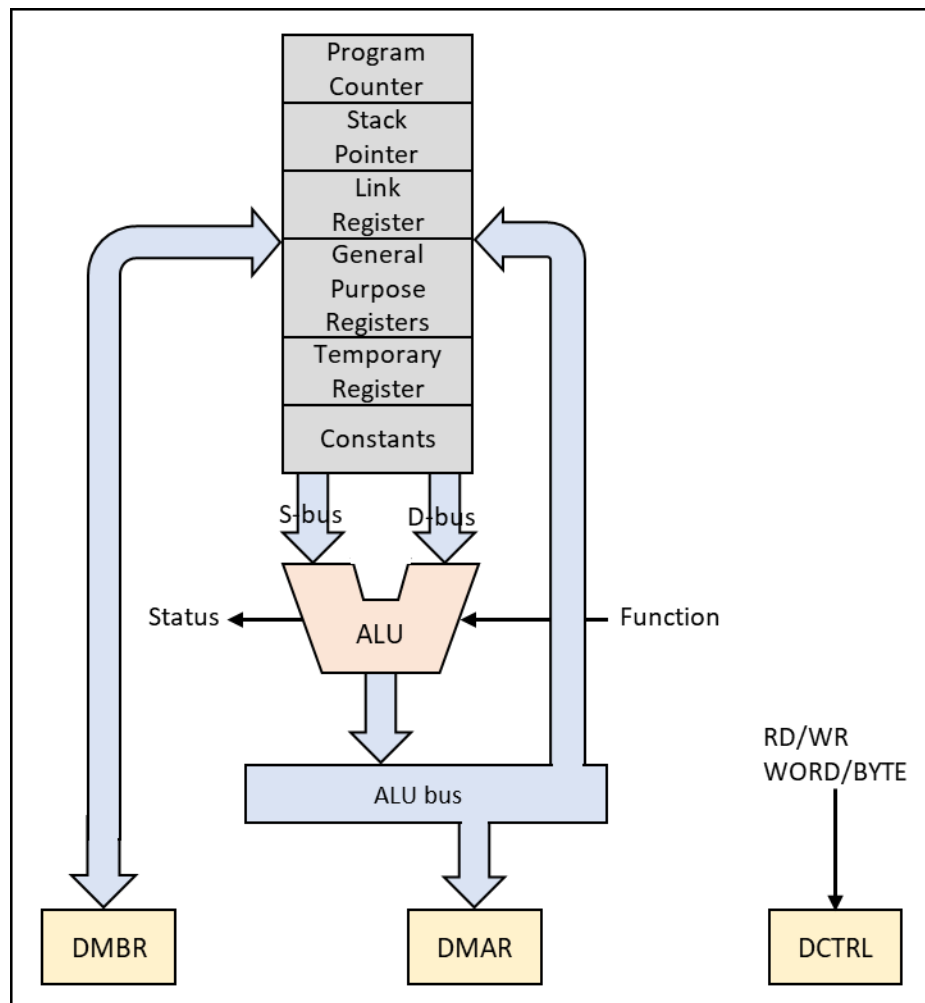 Program
Counter
Stack
Pointer
Link
Register
General
Purpose
Registers
Temporary
Register
Constants
S-bus
D-bus
Status
ALU
Function
RD/WR
WORD/BYTE
ALU bus
DMBR
DMAR
DCTRL